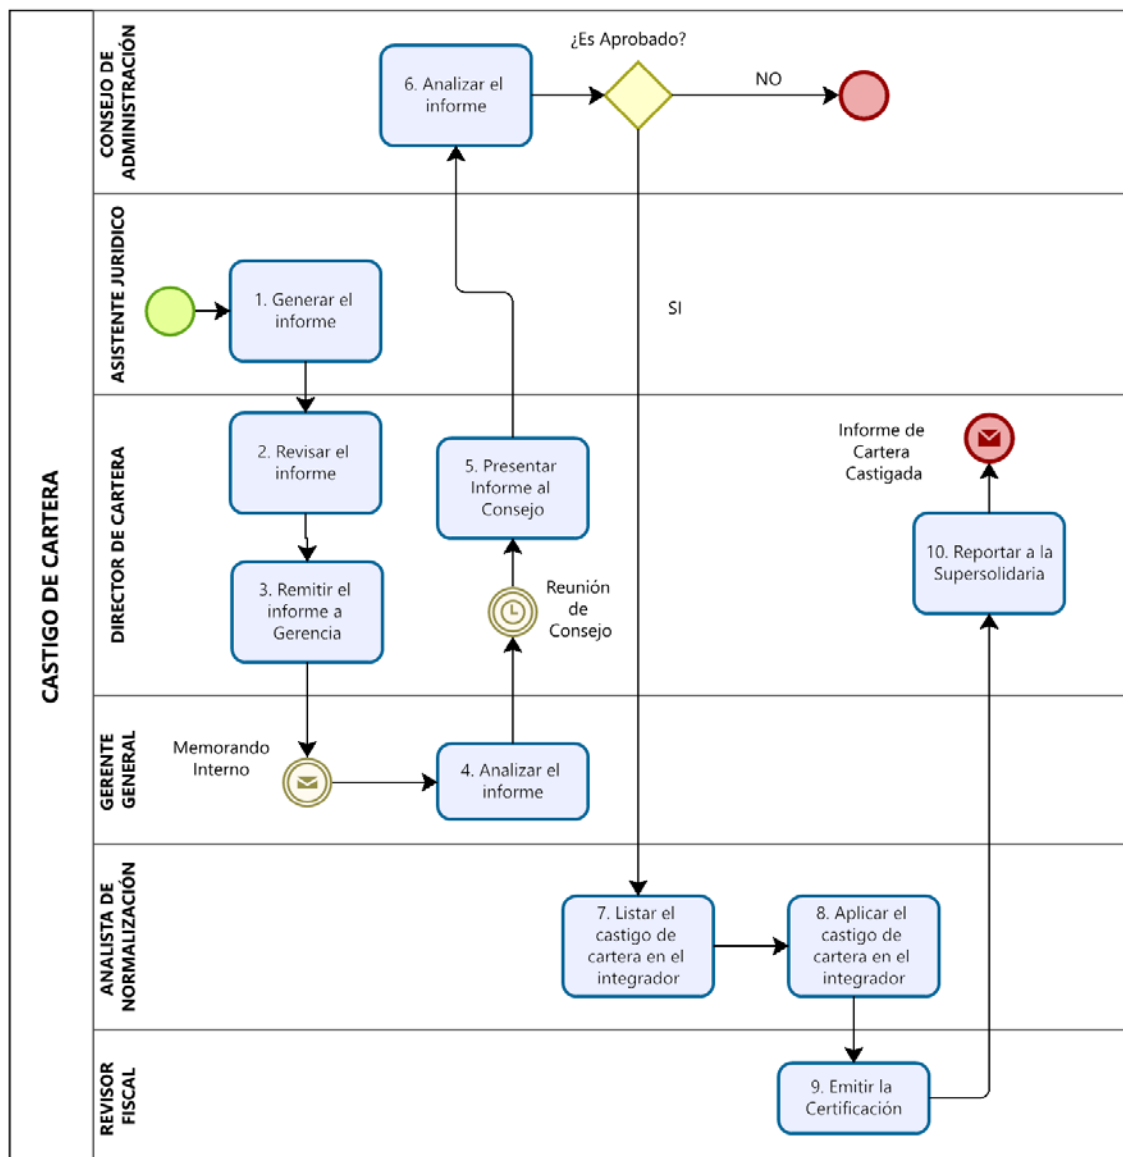 CASTIGO DE CARTERA
CONSEJO DE
ADMINISTRACIÓN
¿Es Aprobado?
6. Analizar el
informe
NO
ASISTENTE JURIDICO
1. Generar el
informe
SI
DIRECTOR DE CARTERA
2. Revisar el
informe
5. Presentar
Informe al
Consejo
Informe de
Cartera
Castigada
10. Reportar a la
Supersolidaria
3. Remitir el
informe a
Gerencia
Reunión
de
Consejo
GERENTE
GENERAL
Memorando
Interno
4. Analizar el
informe
ANALISTA DE
NORMALIZACIÓN
7. Listar el
castigo de
cartera en el
integrador
8. Aplicar el
castigo de
cartera en el
integrador
REVISOR
FISCAL
9. Emitir la
Certificación